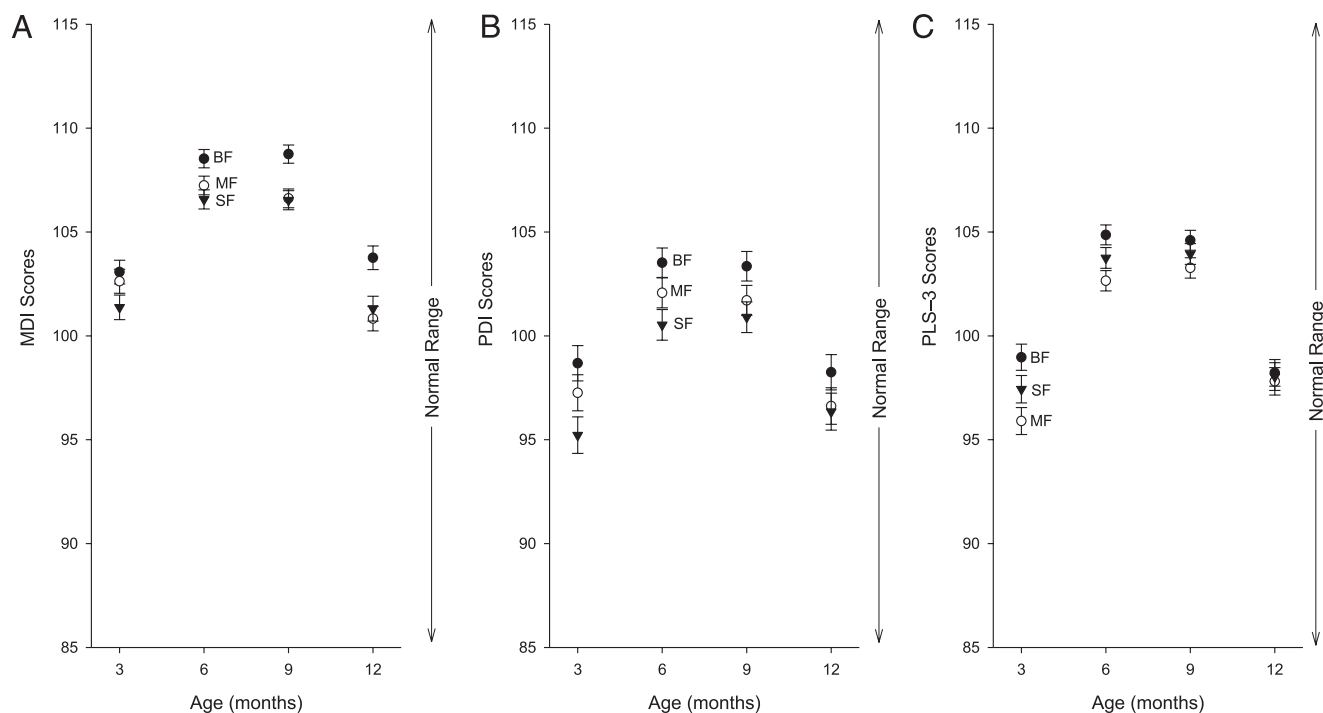 A
115
110
105
100
95
90
85
MDI Scores
BF
MF
SF
3 6 9 12
Age (months)
Normal Range
B
115
110
105
100
95
90
85
PDI Scores
BF
MF
SF
3 6 9 12
Age (months)
Normal Range
C
115
110
105
100
95
90
85
PLS–3 Scores
BF
SF
MF
3 6 9 12
Age (months)
Normal Range